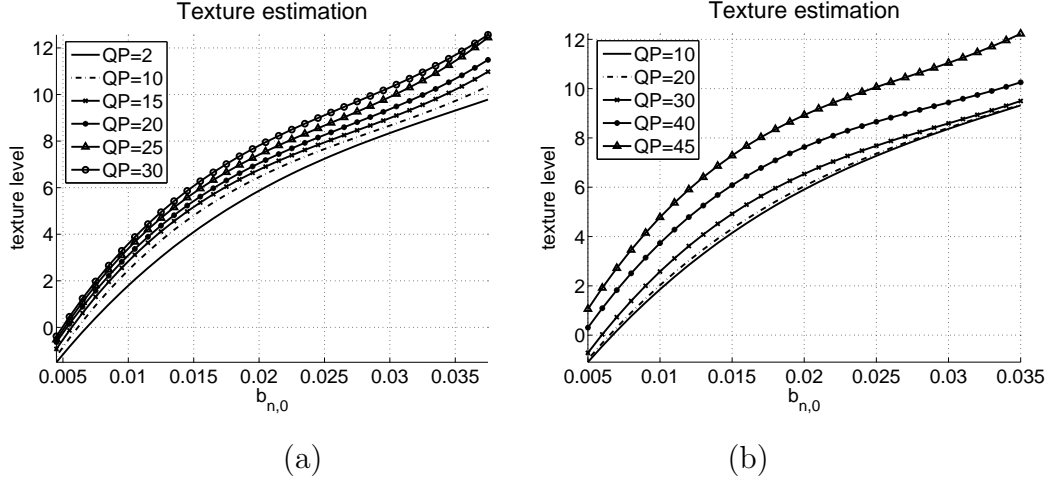 Texture estimation
12
10
8
6
4
2
0
texture level
QP=2
QP=10
QP=15
QP=20
QP=25
QP=30
0.005 0.01 0.015 0.02 0.025 0.03 0.035
b_{n,0}
(a)
Texture estimation
12
10
8
6
4
2
0
texture level
QP=10
QP=20
QP=30
QP=40
QP=45
0.005 0.01 0.015 0.02 0.025 0.03 0.035
b_{n,0}
(b)